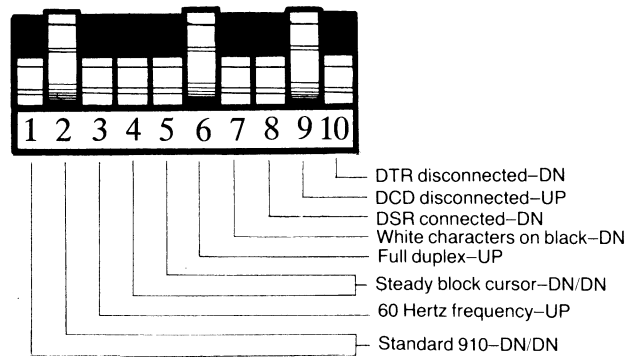 1 2 3 4 5 6 7 8 9 10
DTR disconnected–DN
DCD disconnected–UP
DSR connected–DN
White characters on black–DN
Full duplex–UP
Steady block cursor–DN/DN
60 Hertz frequency–UP
Standard 910–DN/DN